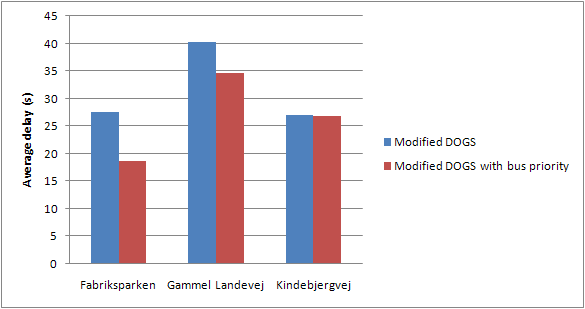 45
40
35
30
25
20
15
10
5
0
Average delay (s)
Fabriksparken
Gammel Landevej
Kindebjergvej
Modified DOGS
Modified DOGS with bus priority